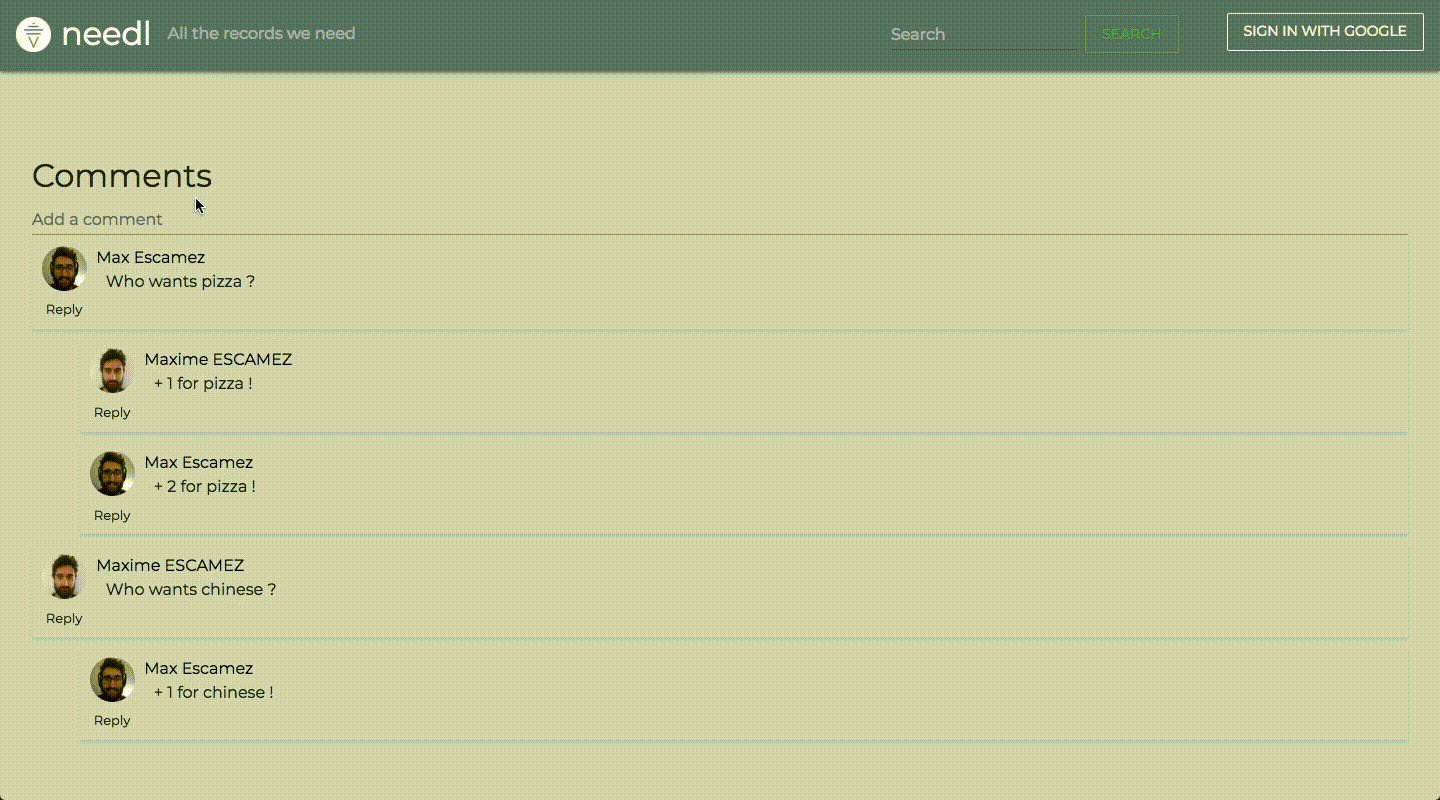 needl All the records we need Search SEARCH SIGN IN WITH GOOGLE
Comments
Add a comment
Max Escamez
Who wants pizza ?
Reply
Maxime ESCAMEZ
+ 1 for pizza !
Reply
Max Escamez
+ 2 for pizza !
Reply
Maxime ESCAMEZ
Who wants chinese ?
Reply
Max Escamez
+ 1 for chinese !
Reply